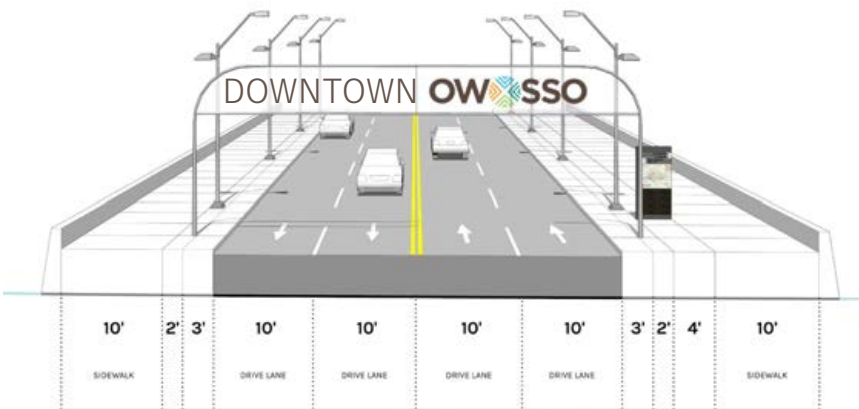 DOWNTOWN OWOSSO
10' 2' 3' 10' 10' 10' 10' 3' 2' 4' 10'
SIDEWALK DRIVE LANE DRIVE LANE DRIVE LANE DRIVE LANE SIDEWALK